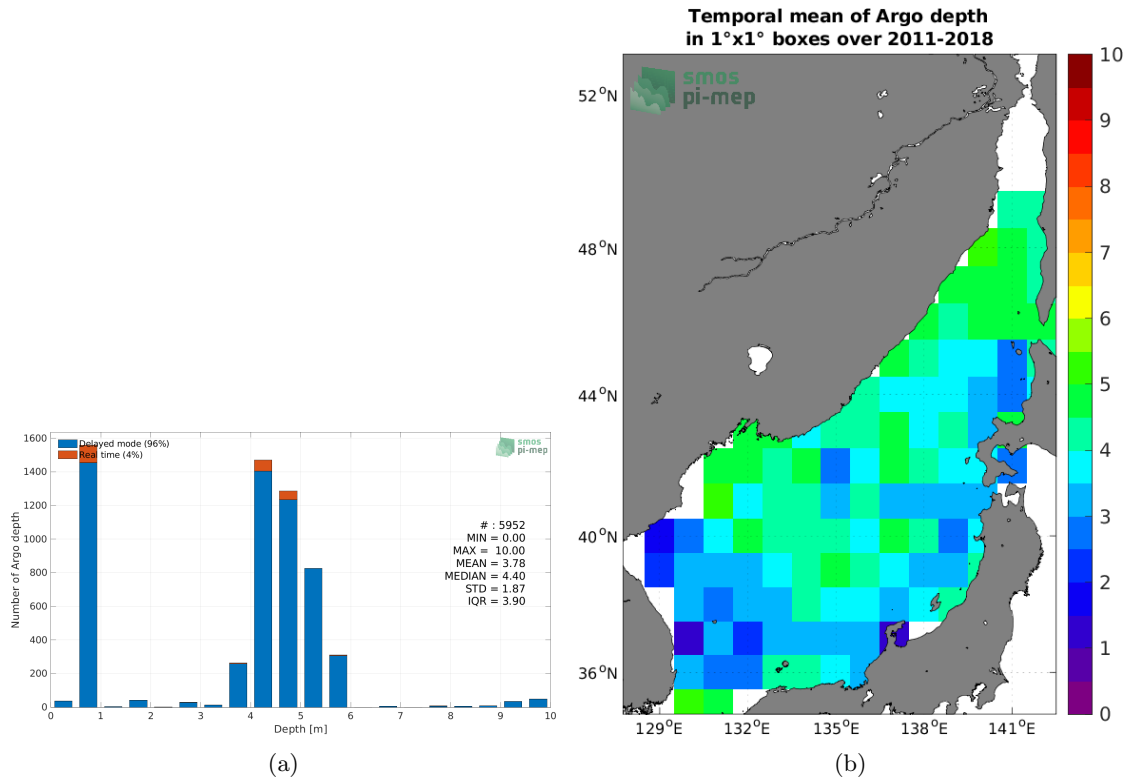 1600
1400
1200
1000
800
600
400
200
0
Number of Argo depth
Delayed mode (96%)
Real time (4%)
smos
pi-mep
# : 5952
MIN = 0.00
MAX = 10.00
MEAN = 3.78
MEDIAN = 4.40
STD = 1.87
IQR = 3.90
0 1 2 3 4 5 6 7 8 9 10
Depth [m]
(a)
Temporal mean of Argo depth
in 1°x1° boxes over 2011-2018
smos
pi-mep
52°N
48°N
44°N
40°N
36°N
129°E 132°E 135°E 138°E 141°E
10
9
8
7
6
5
4
3
2
1
0
(b)